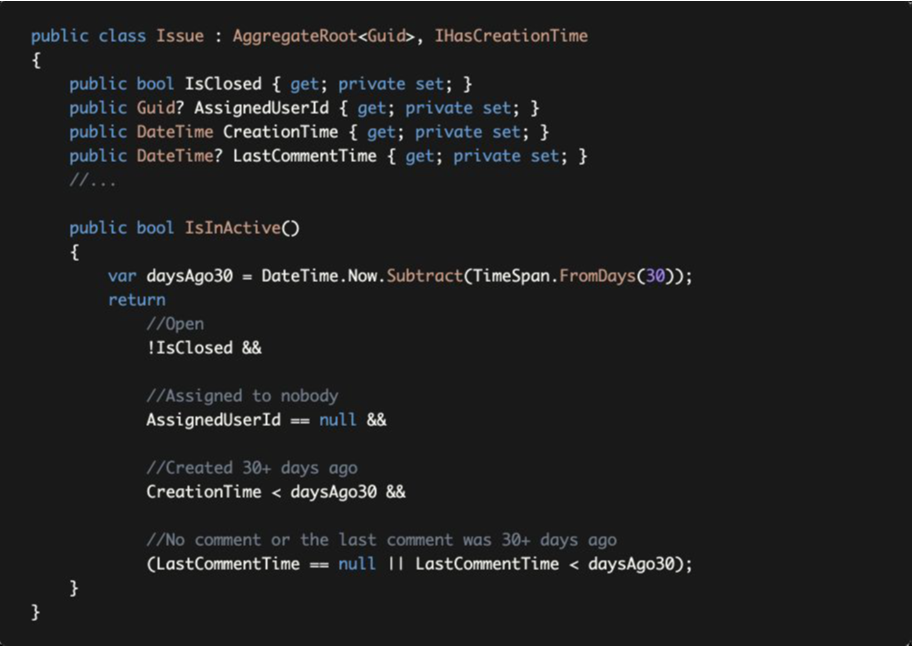 public class Issue : AggregateRoot<Guid>, IHasCreationTime
{
public bool IsClosed { get; private set; }
public Guid? AssignedUserId { get; private set; }
public DateTime CreationTime { get; private set; }
public DateTime? LastCommentTime { get; private set; }
//...
public bool IsInActive()
{
var daysAgo30 = DateTime.Now.Subtract(TimeSpan.FromDays(30));
return
//Open
!IsClosed &&
//Assigned to nobody
AssignedUserId == null &&
//Created 30+ days ago
CreationTime < daysAgo30 &&
//No comment or the last comment was 30+ days ago
(LastCommentTime == null || LastCommentTime < daysAgo30);
}
}